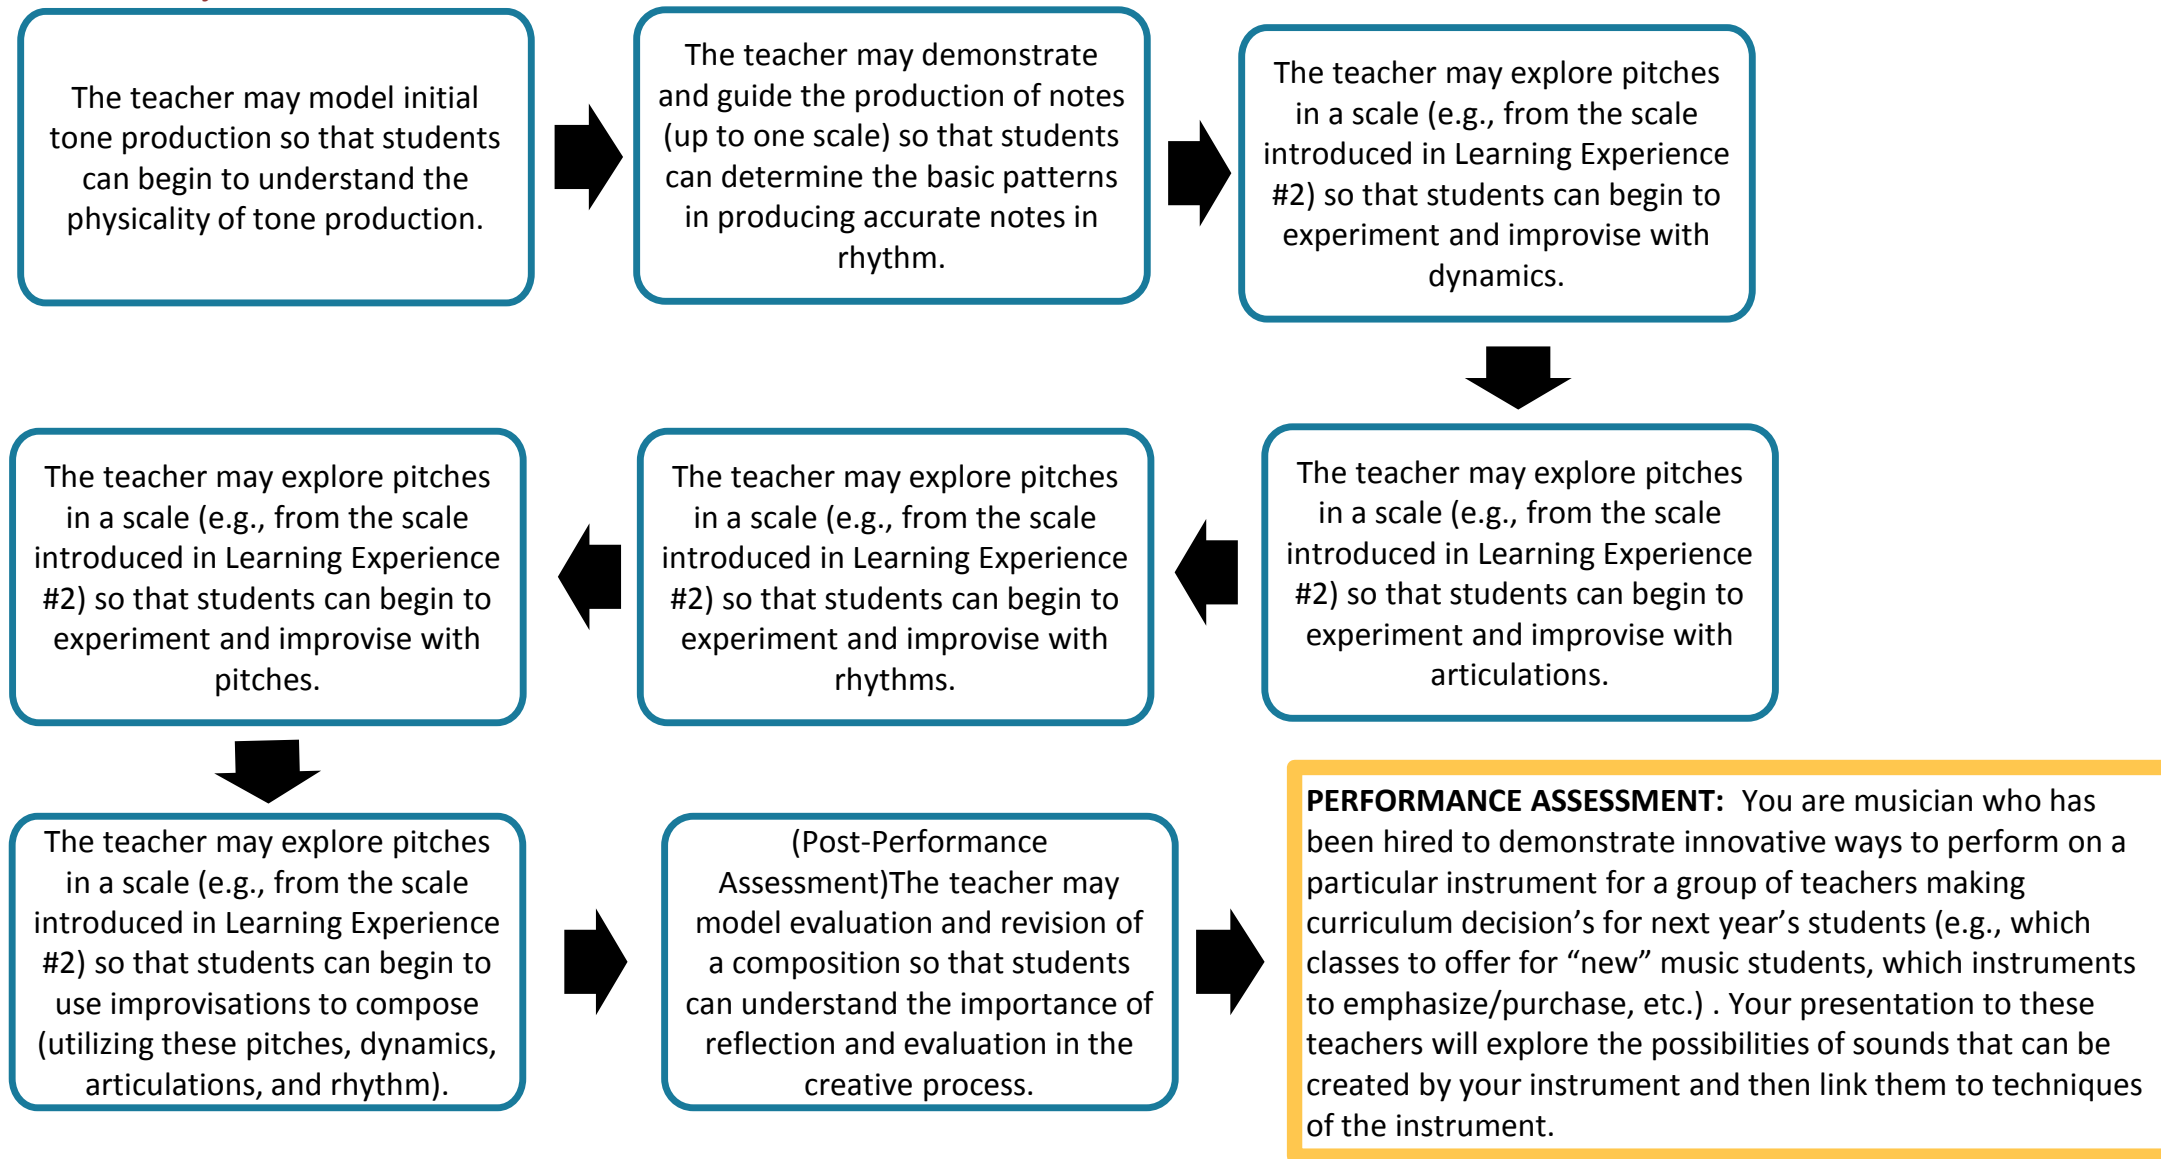 The teacher may model initial
tone production so that students
can begin to understand the
physicality of tone production.
The teacher may demonstrate
and guide the production of notes
(up to one scale) so that students
can determine the basic patterns
in producing accurate notes in
rhythm.
The teacher may explore pitches
in a scale (e.g., from the scale
introduced in Learning Experience
#2) so that students can begin to
experiment and improvise with
dynamics.
The teacher may explore pitches
in a scale (e.g., from the scale
introduced in Learning Experience
#2) so that students can begin to
experiment and improvise with
articulations.
The teacher may explore pitches
in a scale (e.g., from the scale
introduced in Learning Experience
#2) so that students can begin to
experiment and improvise with
rhythms.
The teacher may explore pitches
in a scale (e.g., from the scale
introduced in Learning Experience
#2) so that students can begin to
experiment and improvise with
pitches.
The teacher may explore pitches
in a scale (e.g., from the scale
introduced in Learning Experience
#2) so that students can begin to
use improvisations to compose
(utilizing these pitches, dynamics,
articulations, and rhythm).
(Post-Performance
Assessment)The teacher may
model evaluation and revision of
a composition so that students
can understand the importance of
reflection and evaluation in the
creative process.
PERFORMANCE ASSESSMENT:  You are musician who has
been hired to demonstrate innovative ways to perform on a
particular instrument for a group of teachers making
curriculum decision's for next year's students (e.g., which
classes to offer for “new” music students, which instruments
to emphasize/purchase, etc.) . Your presentation to these
teachers will explore the possibilities of sounds that can be
created by your instrument and then link them to techniques
of the instrument.